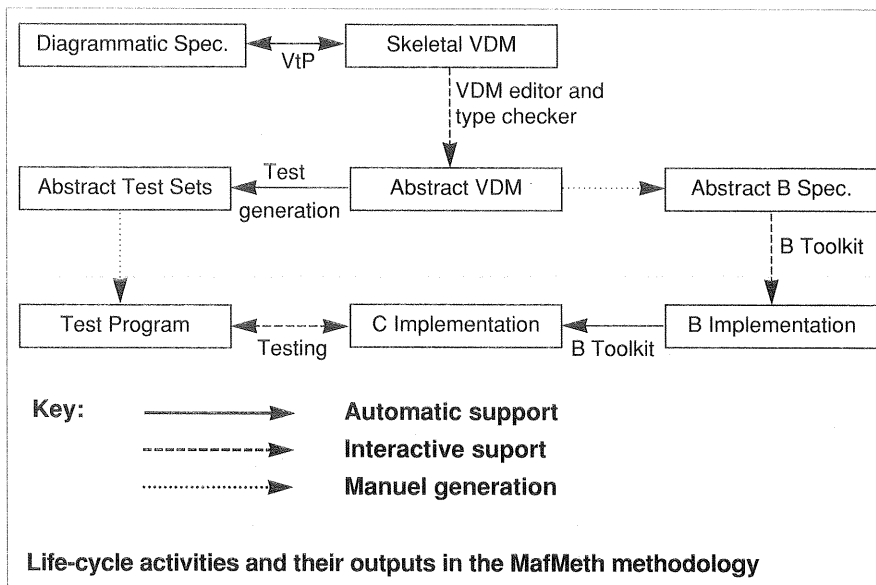 Diagrammatic Spec.
VtP
Skeletal VDM
VDM editor and
type checker
Abstract Test Sets
Test
generation
Abstract VDM
Abstract B Spec.
B Toolkit
Test Program
Testing
C Implementation
B Toolkit
B Implementation
Key:
Automatic support
Interactive suport
Manuel generation
Life-cycle activities and their outputs in the MafMeth methodology